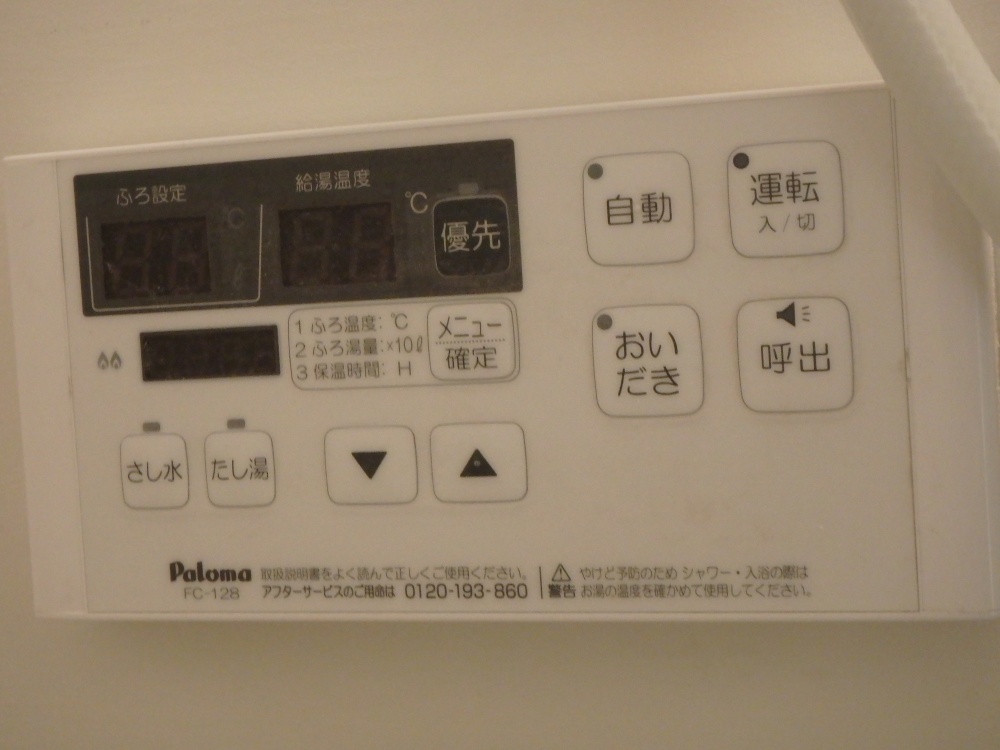 ふろ設定
給湯温度
℃
℃
ℓ
優先
自動
運転
入/切
1 ふろ温度: ℃
2 ふろ湯量: ×10ℓ
3 保温時間: H
メニュー
確定
おい
だき
呼出
さし水
たし湯
▼
▲
Paloma
FC-128
取扱説明書をよく読んで正しくご使用ください。
アフターサービスのご用命は 0120-193-860
⚠ やけど予防のため シャワー・入浴の際は
警告 お湯の温度を確かめて使用してください。